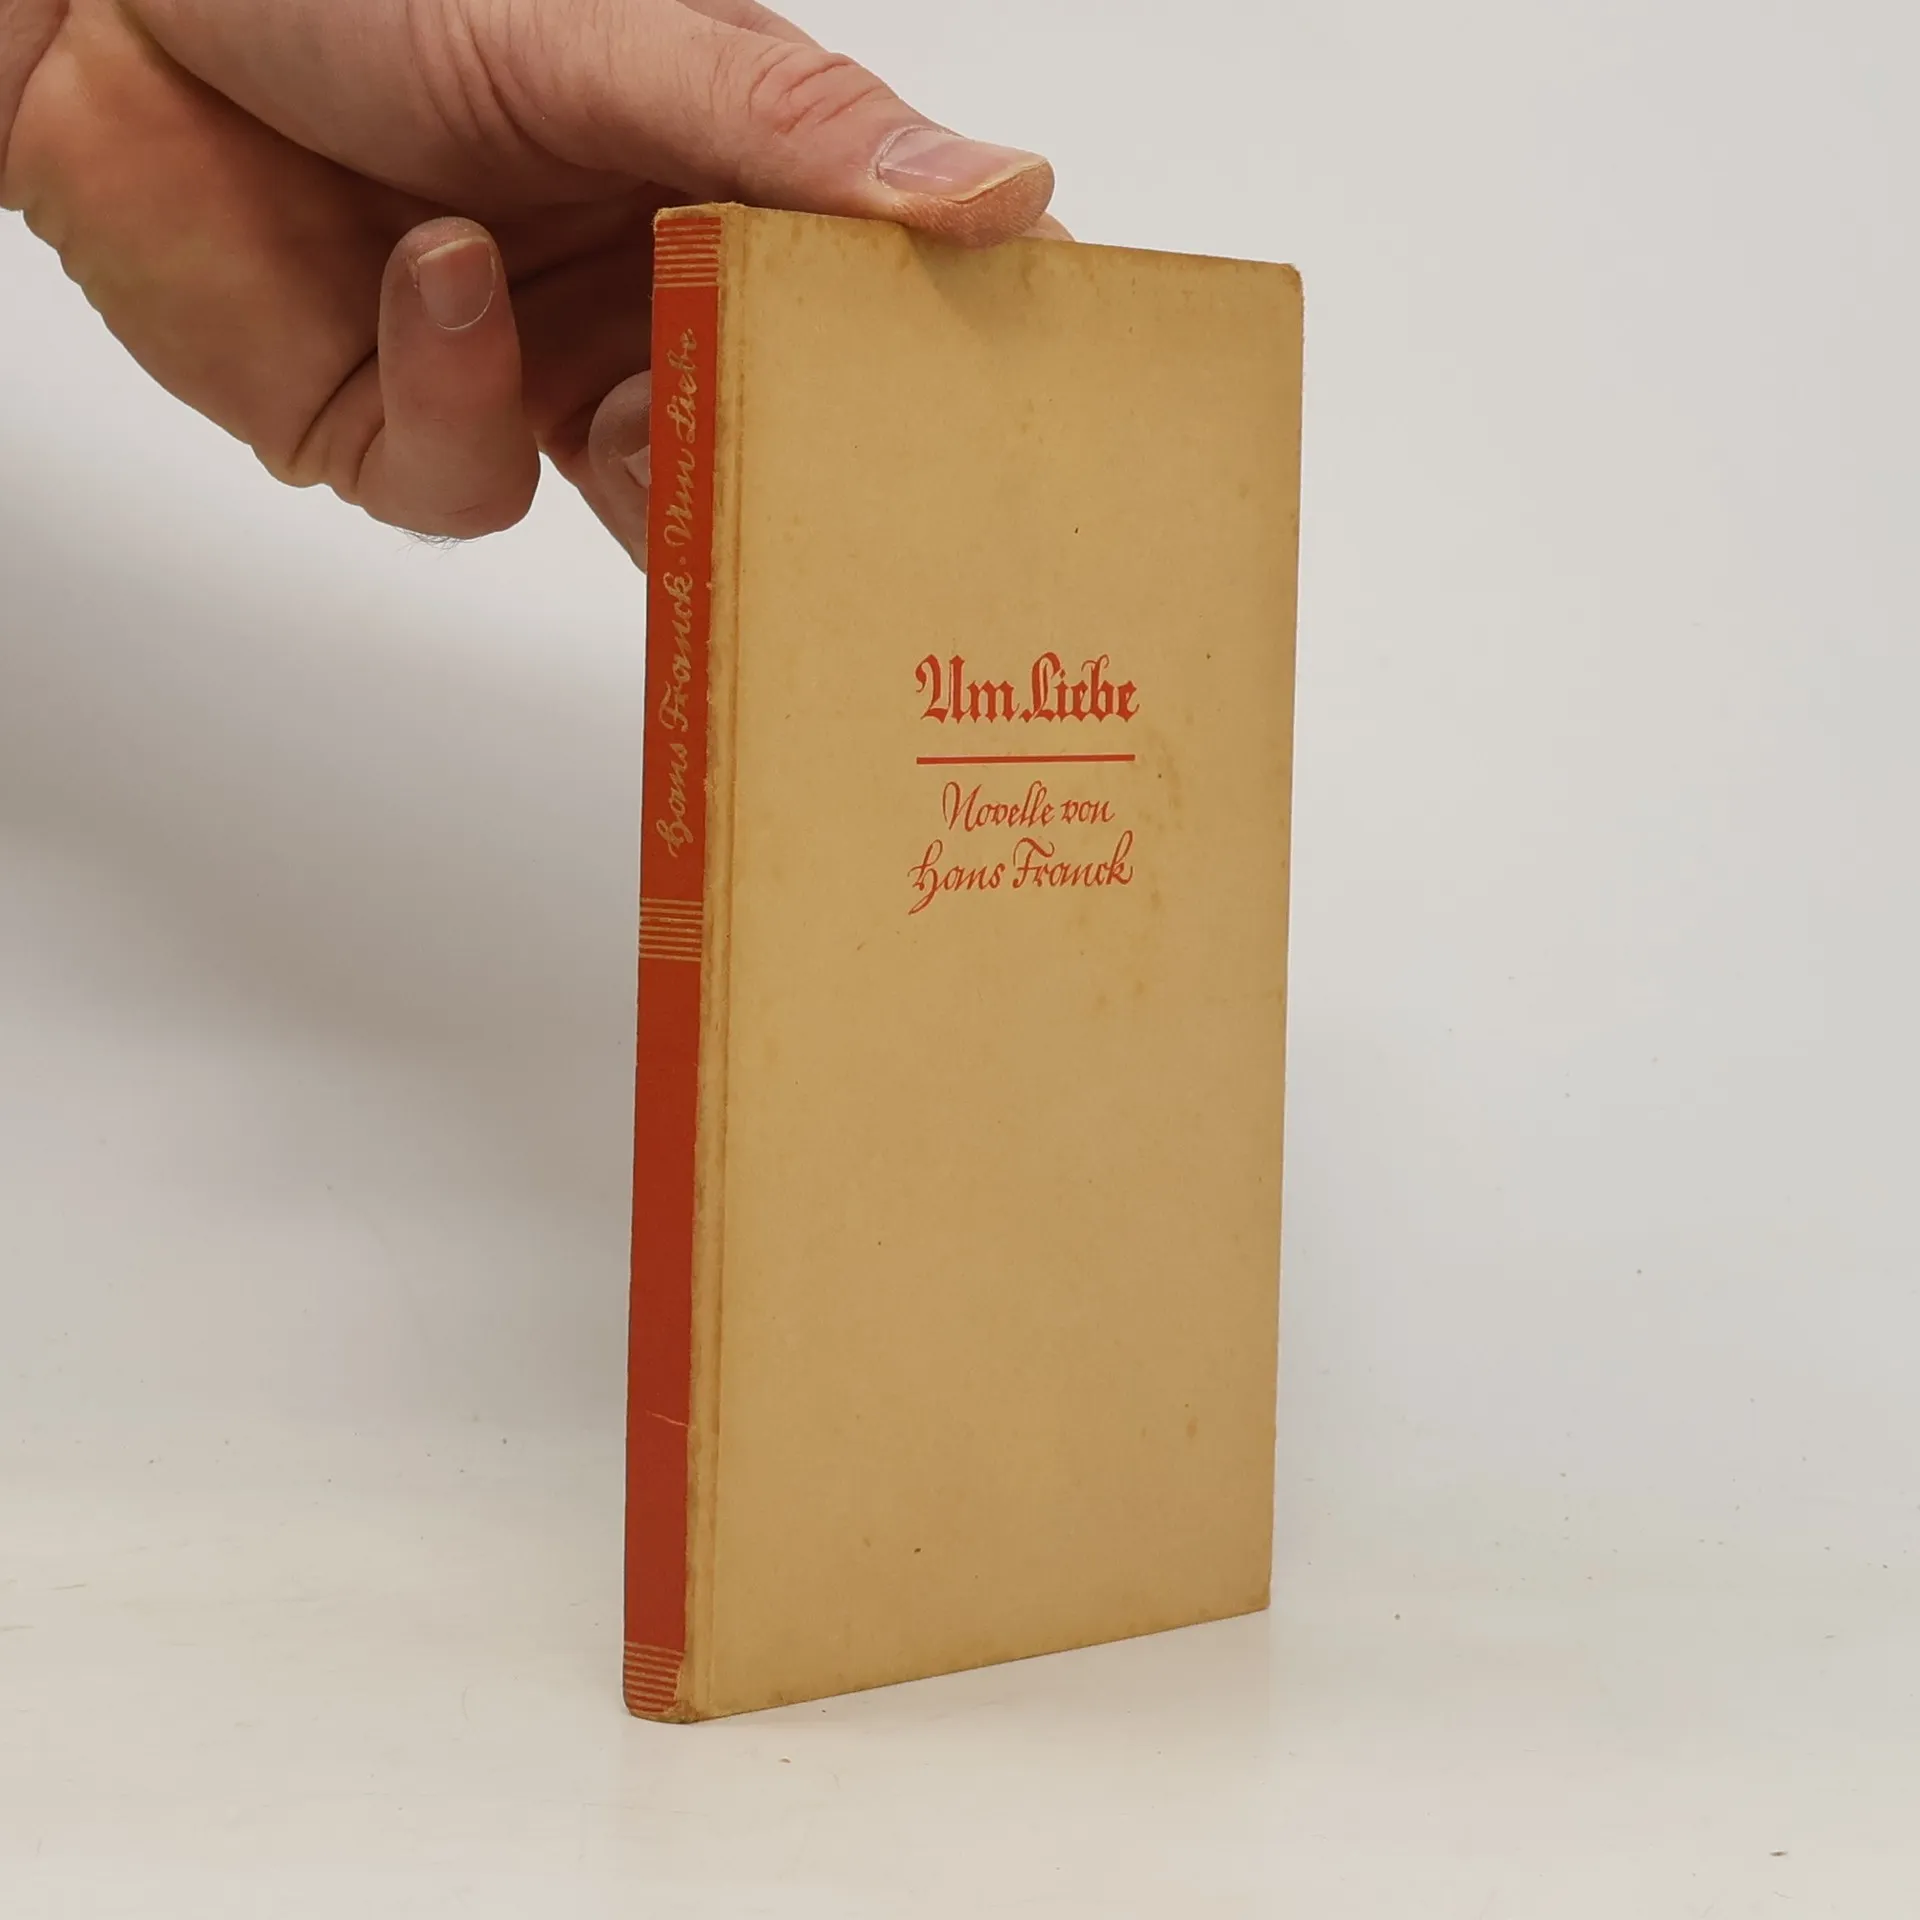 Hans Franck · Um Liebe
Um Liebe
Novelle von
Hans Franck